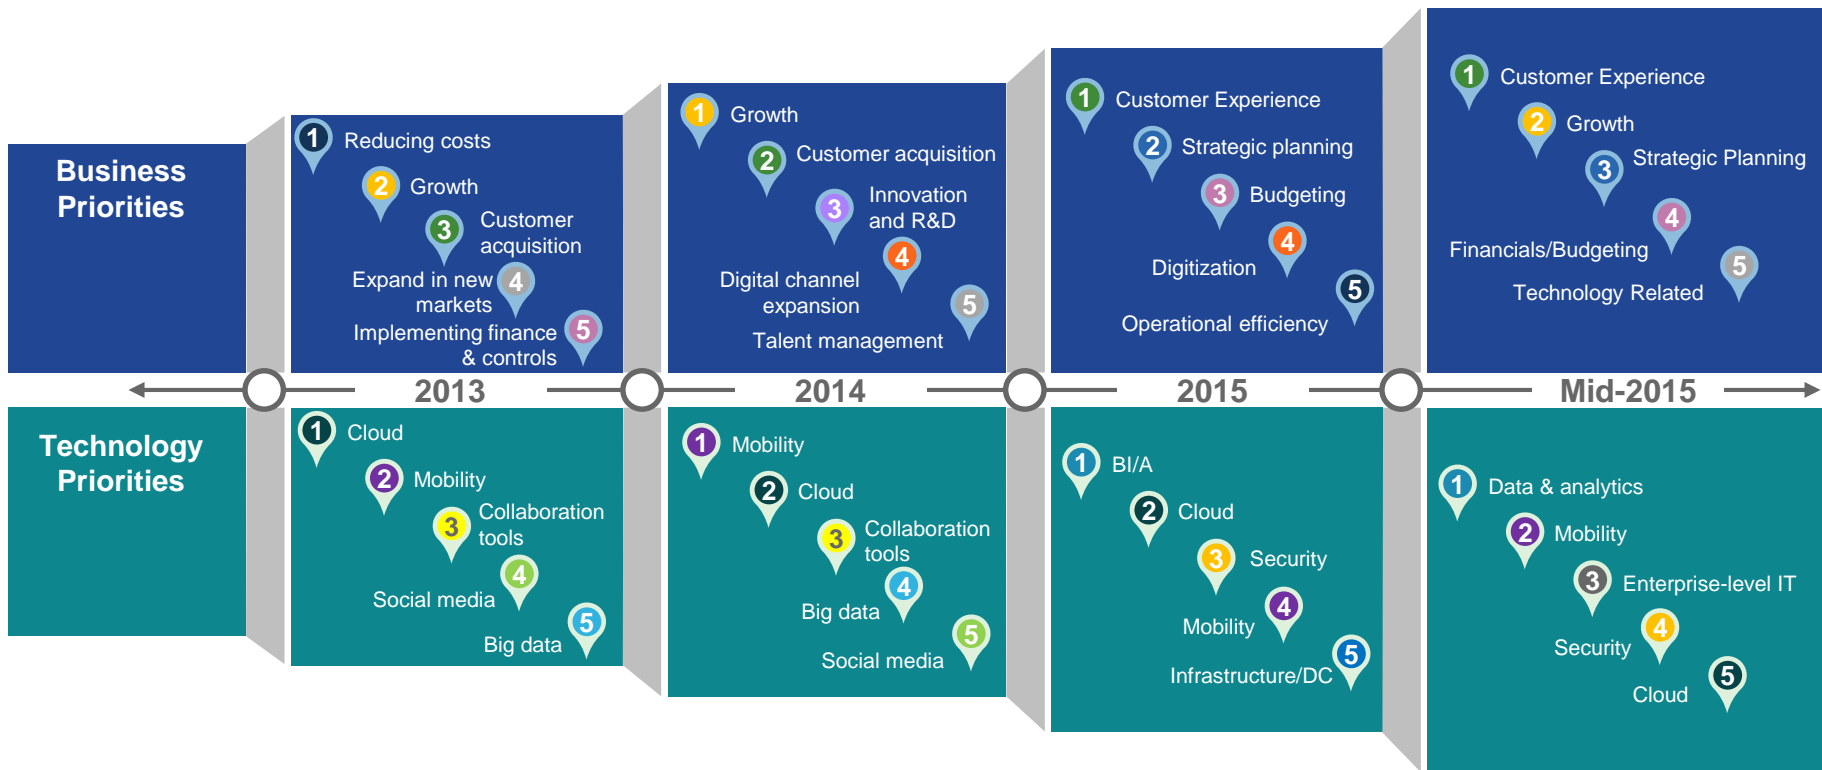 Business
Priorities
1 Reducing costs
2 Growth
3 Customer
acquisition
Expand in new
markets 4
Implementing finance
& controls 5
1 Growth
2 Customer acquisition
3 Innovation
and R&D
4 Digital channel
expansion
5 Talent management
1 Customer Experience
2 Strategic planning
3 Budgeting
4 Digitization
5 Operational efficiency
1 Customer Experience
2 Growth
3 Strategic Planning
4 Financials/Budgeting
5 Technology Related
2013 2014 2015 Mid-2015
Technology
Priorities
1 Cloud
2 Mobility
3 Collaboration
tools
4 Social media
5 Big data
1 Mobility
2 Cloud
3 Collaboration
tools
4 Big data
5 Social media
1 BI/A
2 Cloud
3 Security
4 Mobility
5 Infrastructure/DC
1 Data & analytics
2 Mobility
3 Enterprise-level IT
4 Security
5 Cloud